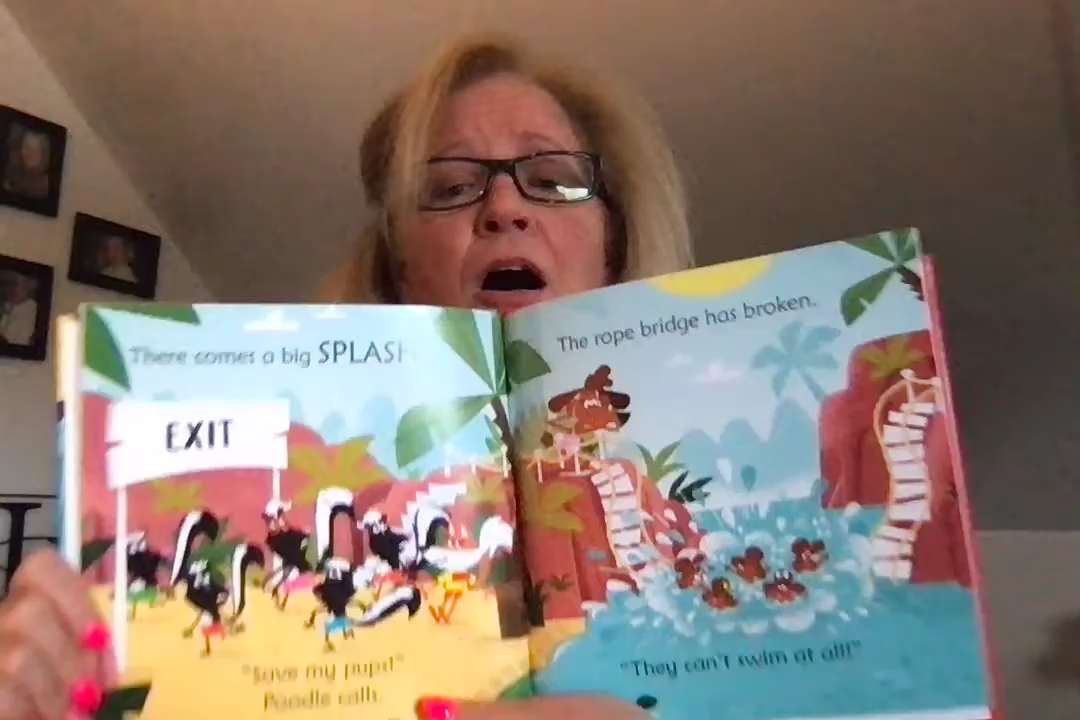 There comes a big SPLASH
EXIT
"Save my pups!"
Poodle calls.
The rope bridge has broken.
"They can't swim at all!"